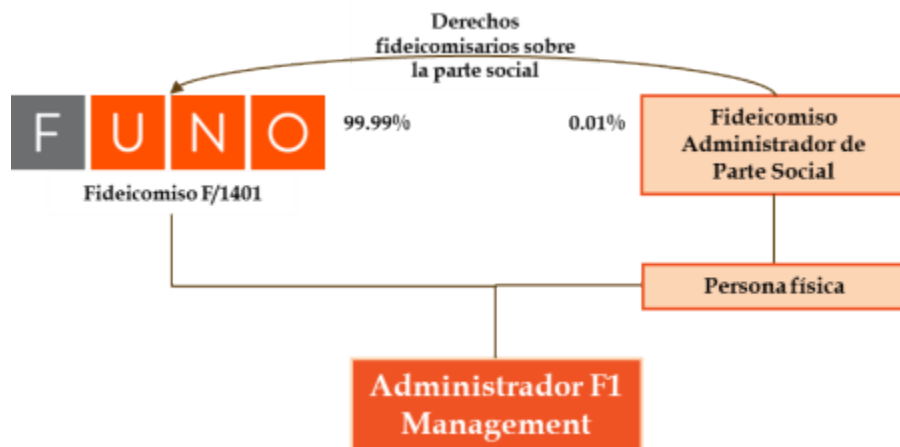 Derechos
fideicomisarios sobre
la parte social
FUNO
99.99%
0.01%
Fideicomiso
Administrador de
Parte Social
Fideicomiso F/1401
Persona física
Administrador F1
Management